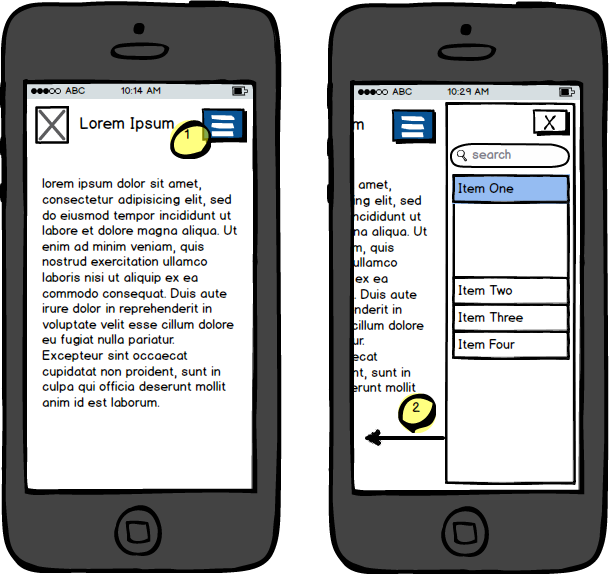 ABC 10:14 AM
Lorem Ipsum
1
lorem ipsum dolor sit amet,
consectetur adipisicing elit, sed
do eiusmod tempor incididunt ut
labore et dolore magna aliqua. Ut
enim ad minim veniam, quis
nostrud exercitation ullamco
laboris nisi ut aliquip ex ea
commodo consequat. Duis aute
irure dolor in reprehenderit in
voluptate velit esse cillum dolore
eu fugiat nulla pariatur.
Excepteur sint occaecat
cupidatat non proident, sunt in
culpa qui officia deserunt mollit
anim id est laborum.
ABC 10:29 AM
m
X
search
amet,
ing elit, sed
ncididunt ut
na aliqua. Ut
m, quis
ullamco
ex ea
. Duis aute
nderit in
cillum dolore
ur.
ecat
nt, sunt in
erunt mollit
Item One
Item Two
Item Three
Item Four
2